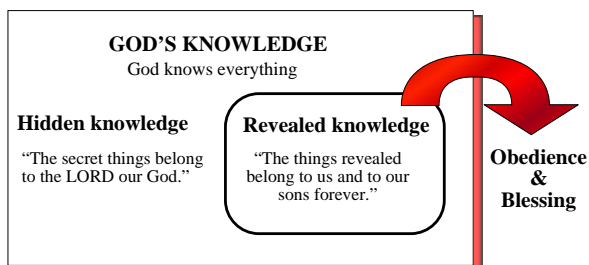 GOD’S KNOWLEDGE
God knows everything
Hidden knowledge
“The secret things belong
to the LORD our God.”
Revealed knowledge
“The things revealed
belong to us and to our
sons forever.”
Obedience
&
Blessing